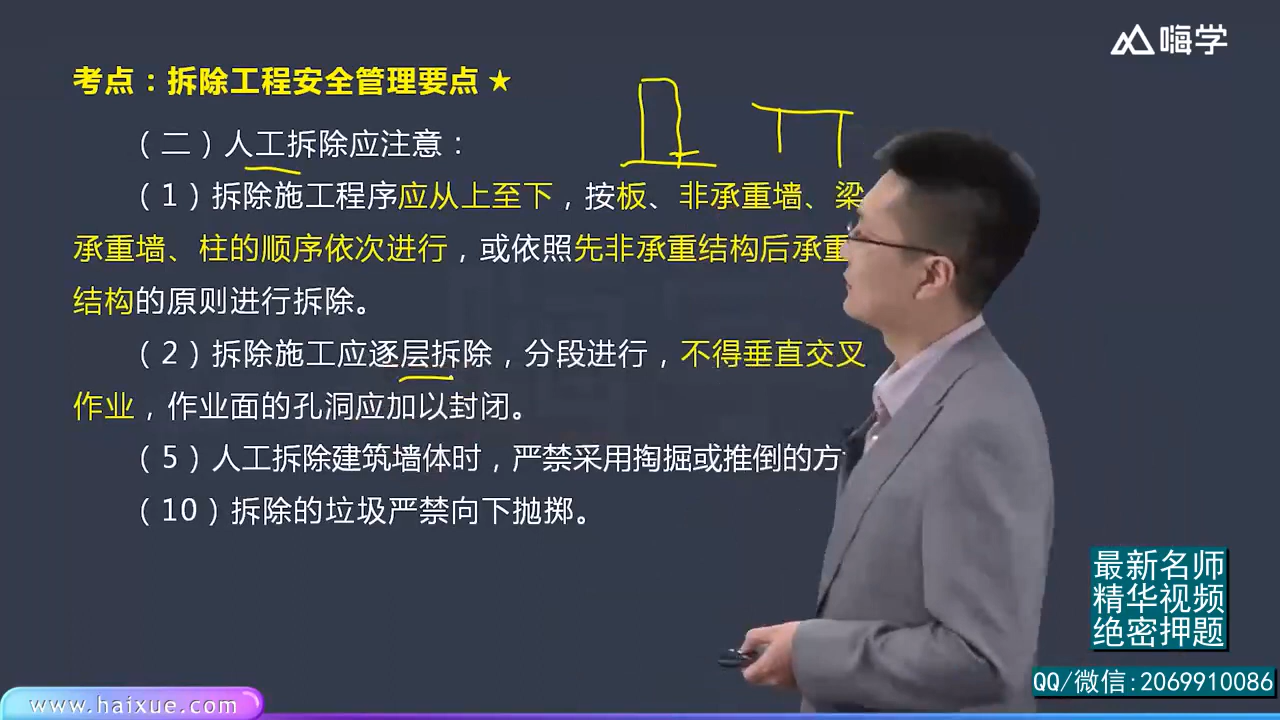 嗨学
考点：拆除工程安全管理要点★
（二）人工拆除应注意：
（1）拆除施工程序应从上至下，按板、非承重墙、梁
承重墙、柱的顺序依次进行，或依照先非承重结构后承重
结构的原则进行拆除。
（2）拆除施工应逐层拆除，分段进行，不得垂直交叉
作业，作业面的孔洞应加以封闭。
（5）人工拆除建筑墙体时，严禁采用掏掘或推倒的方
（10）拆除的垃圾严禁向下抛掷。
最新名师
精华视频
绝密押题
QQ/微信:2069910086
www.haixue.com